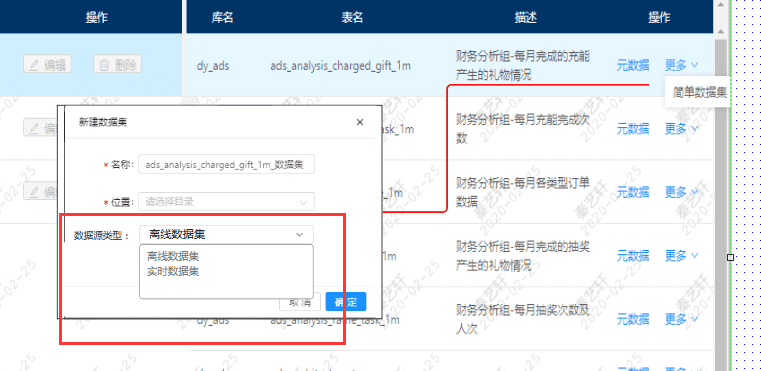 操作
库名 表名 描述 操作
编辑 删除
dy_ads ads_analysis_charged_gift_1m 财务分析组-每月完成的充能
产生的礼物情况 元数据 更多
简单数据集
新建数据集
* 名称: ads_analysis_charged_gift_1m_数据集
* 位置: 请选择目录
数据源类型: 离线数据集
离线数据集
实时数据集
取消 确定
财务分析组-每月充能完成次
数 元数据 更多
财务分析组-每月各类型订单
数据 元数据 更多
财务分析组-每月完成的抽奖
产生的礼物情况 元数据 更多
dy_ads 财务分析组-每月抽奖次数及
人次 元数据 更多
秦艺轩
2020-02-25